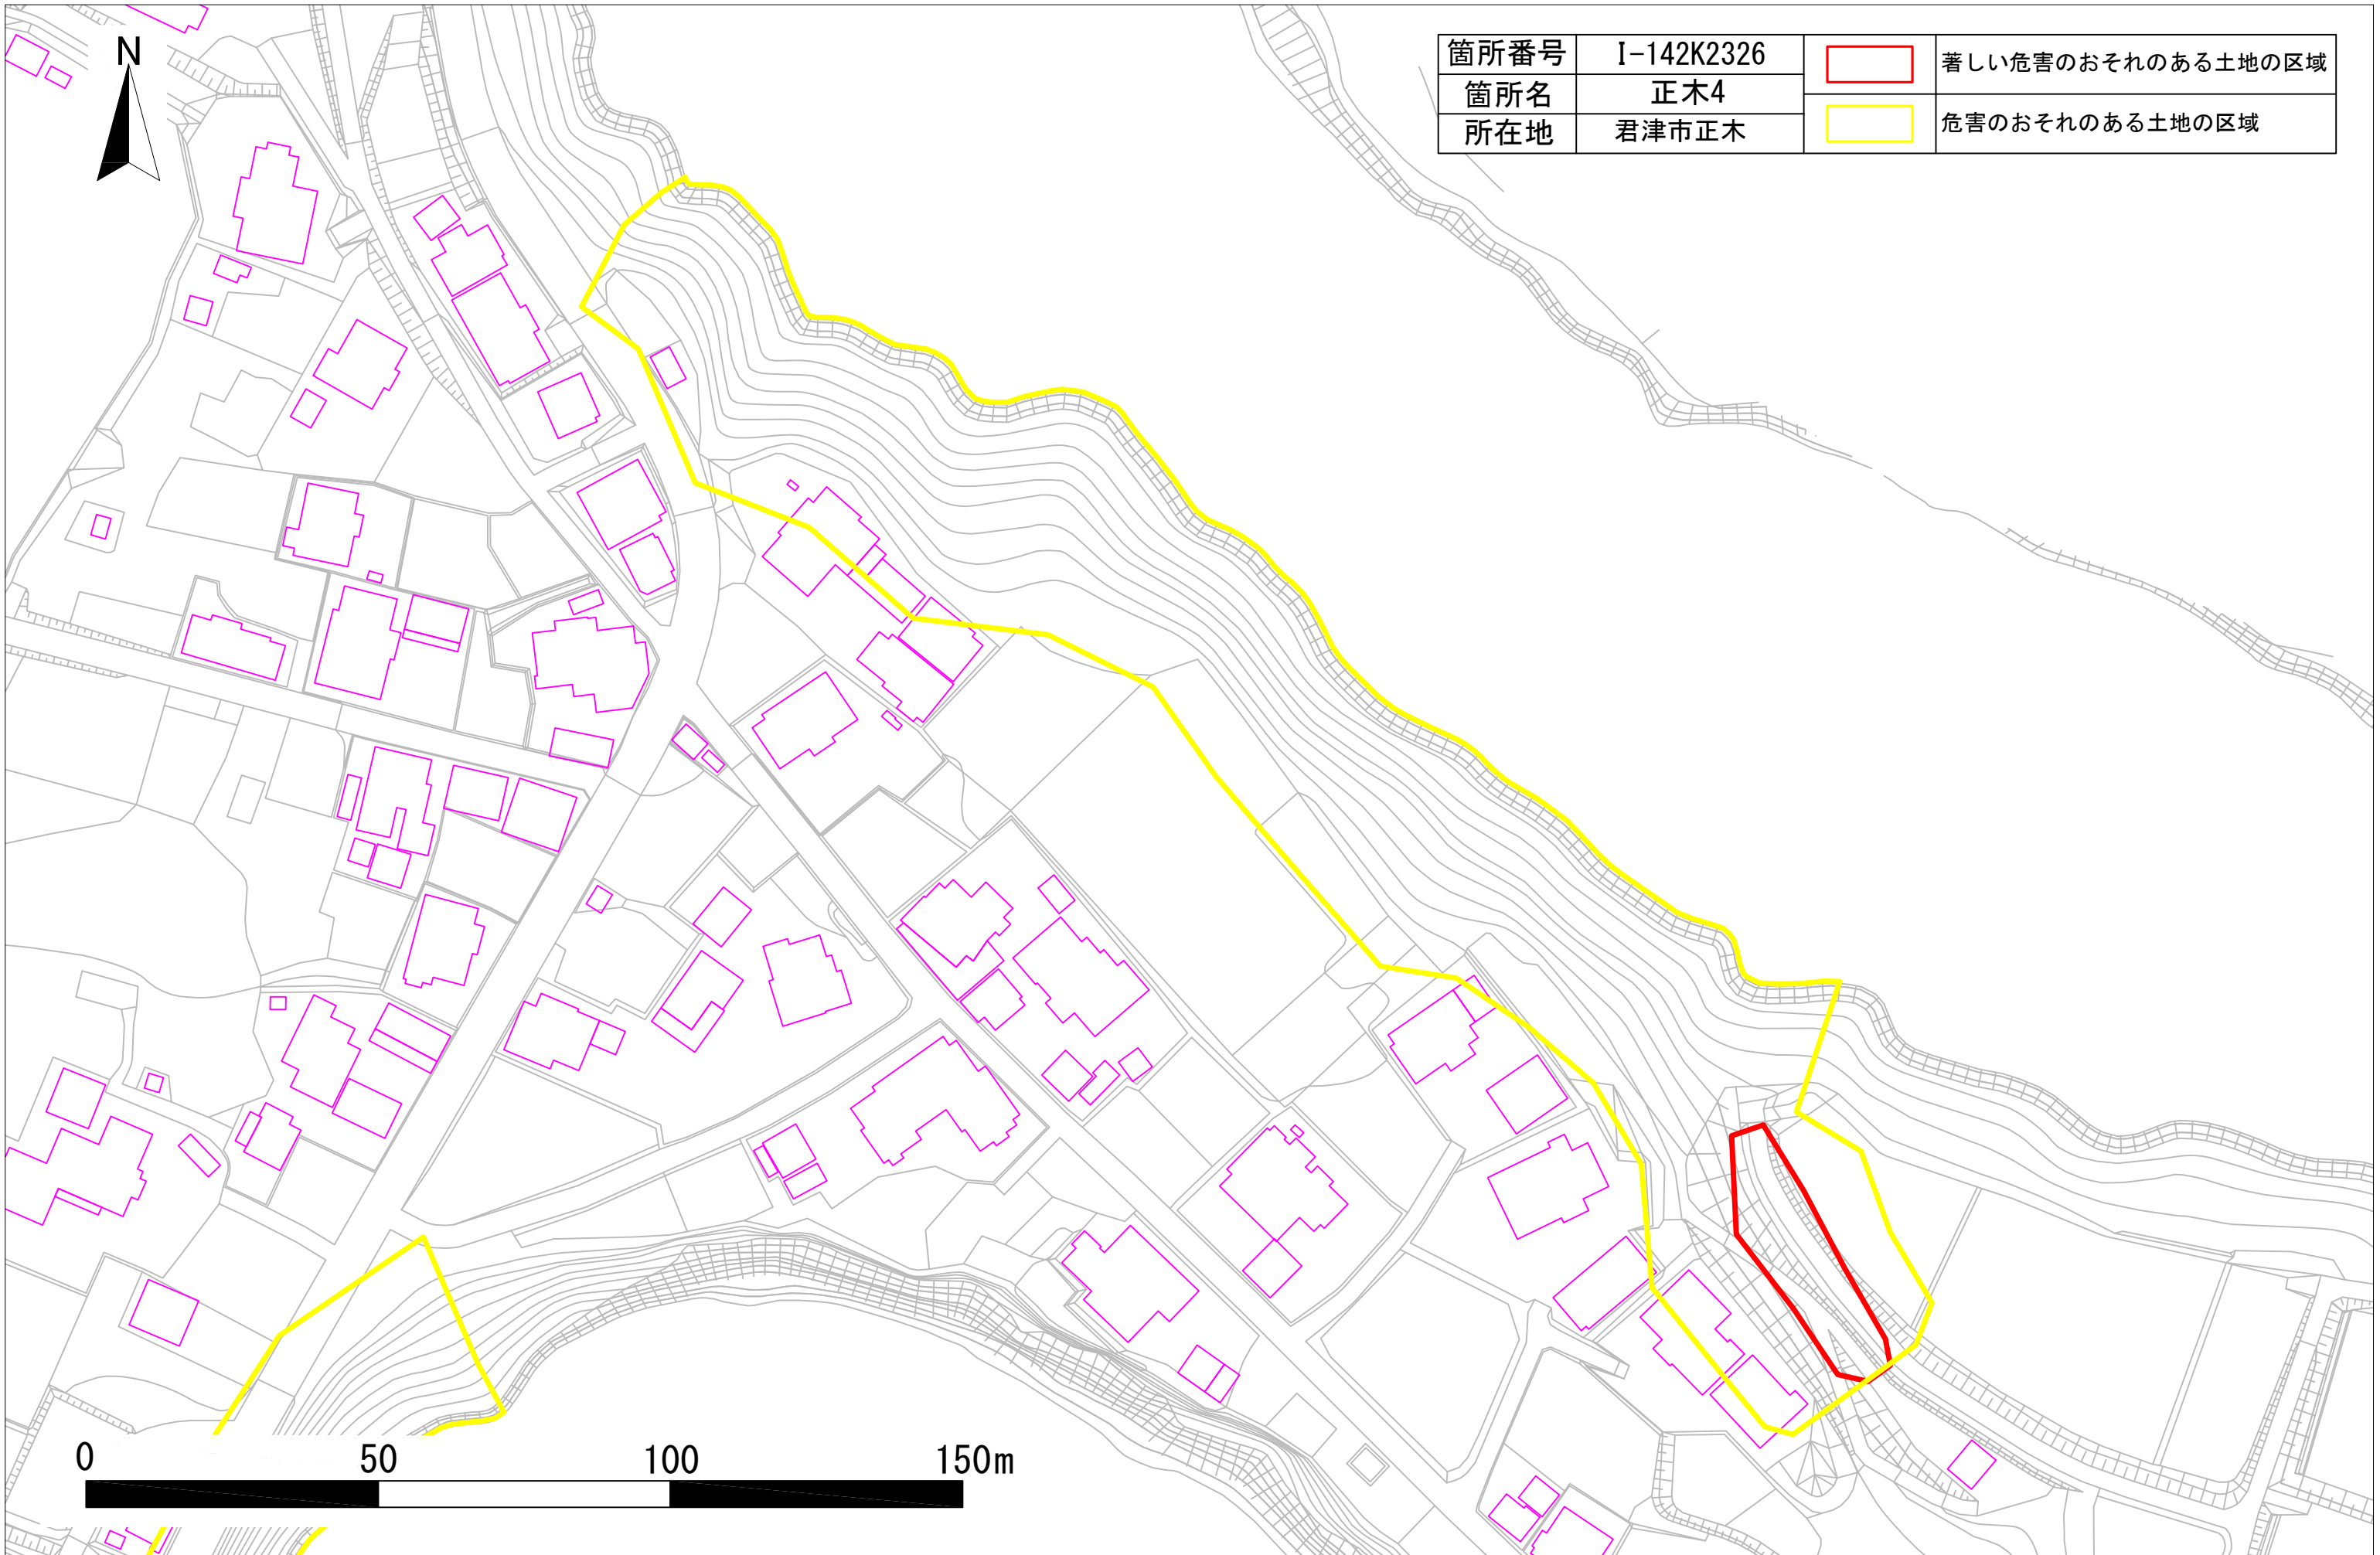 N
箇所番号 I-142K2326 著しい危害のおそれのある土地の区域
箇所名 正木4
危害のおそれのある土地の区域
所在地 君津市正木
0 50 100 150m